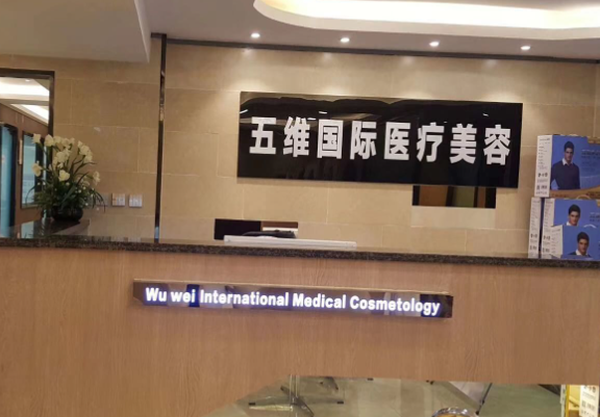 五维国际医疗美容
Wu wei International Medical Cosmetology